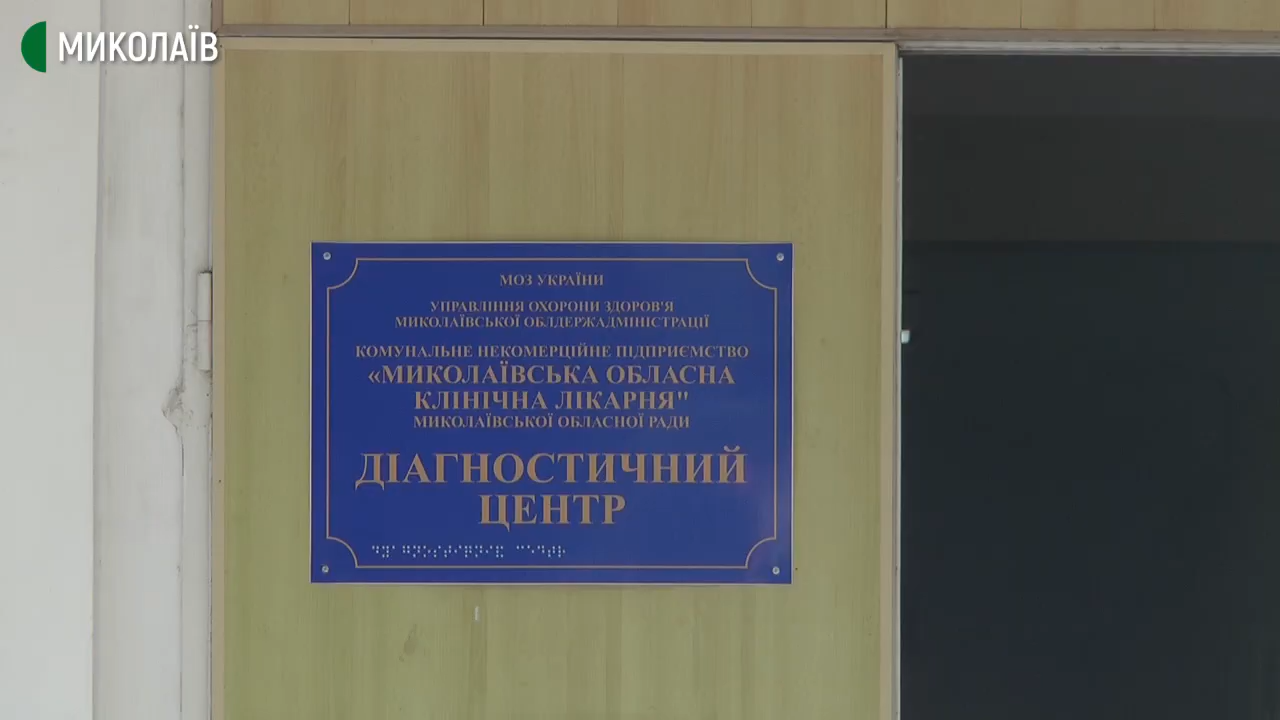 МИКОЛАЇВ
МОЗ УКРАЇНИ
УПРАВЛІННЯ ОХОРОНИ ЗДОРОВ'Я
МИКОЛАЇВСЬКОЇ ОБЛДЕРЖАДМІНІСТРАЦІЇ
КОМУНАЛЬНЕ НЕКОМЕРЦІЙНЕ ПІДПРИЄМСТВО
«МИКОЛАЇВСЬКА ОБЛАСНА
КЛІНІЧНА ЛІКАРНЯ"
МИКОЛАЇВСЬКОЇ ОБЛАСНОЇ РАДИ
ДІАГНОСТИЧНИЙ
ЦЕНТР